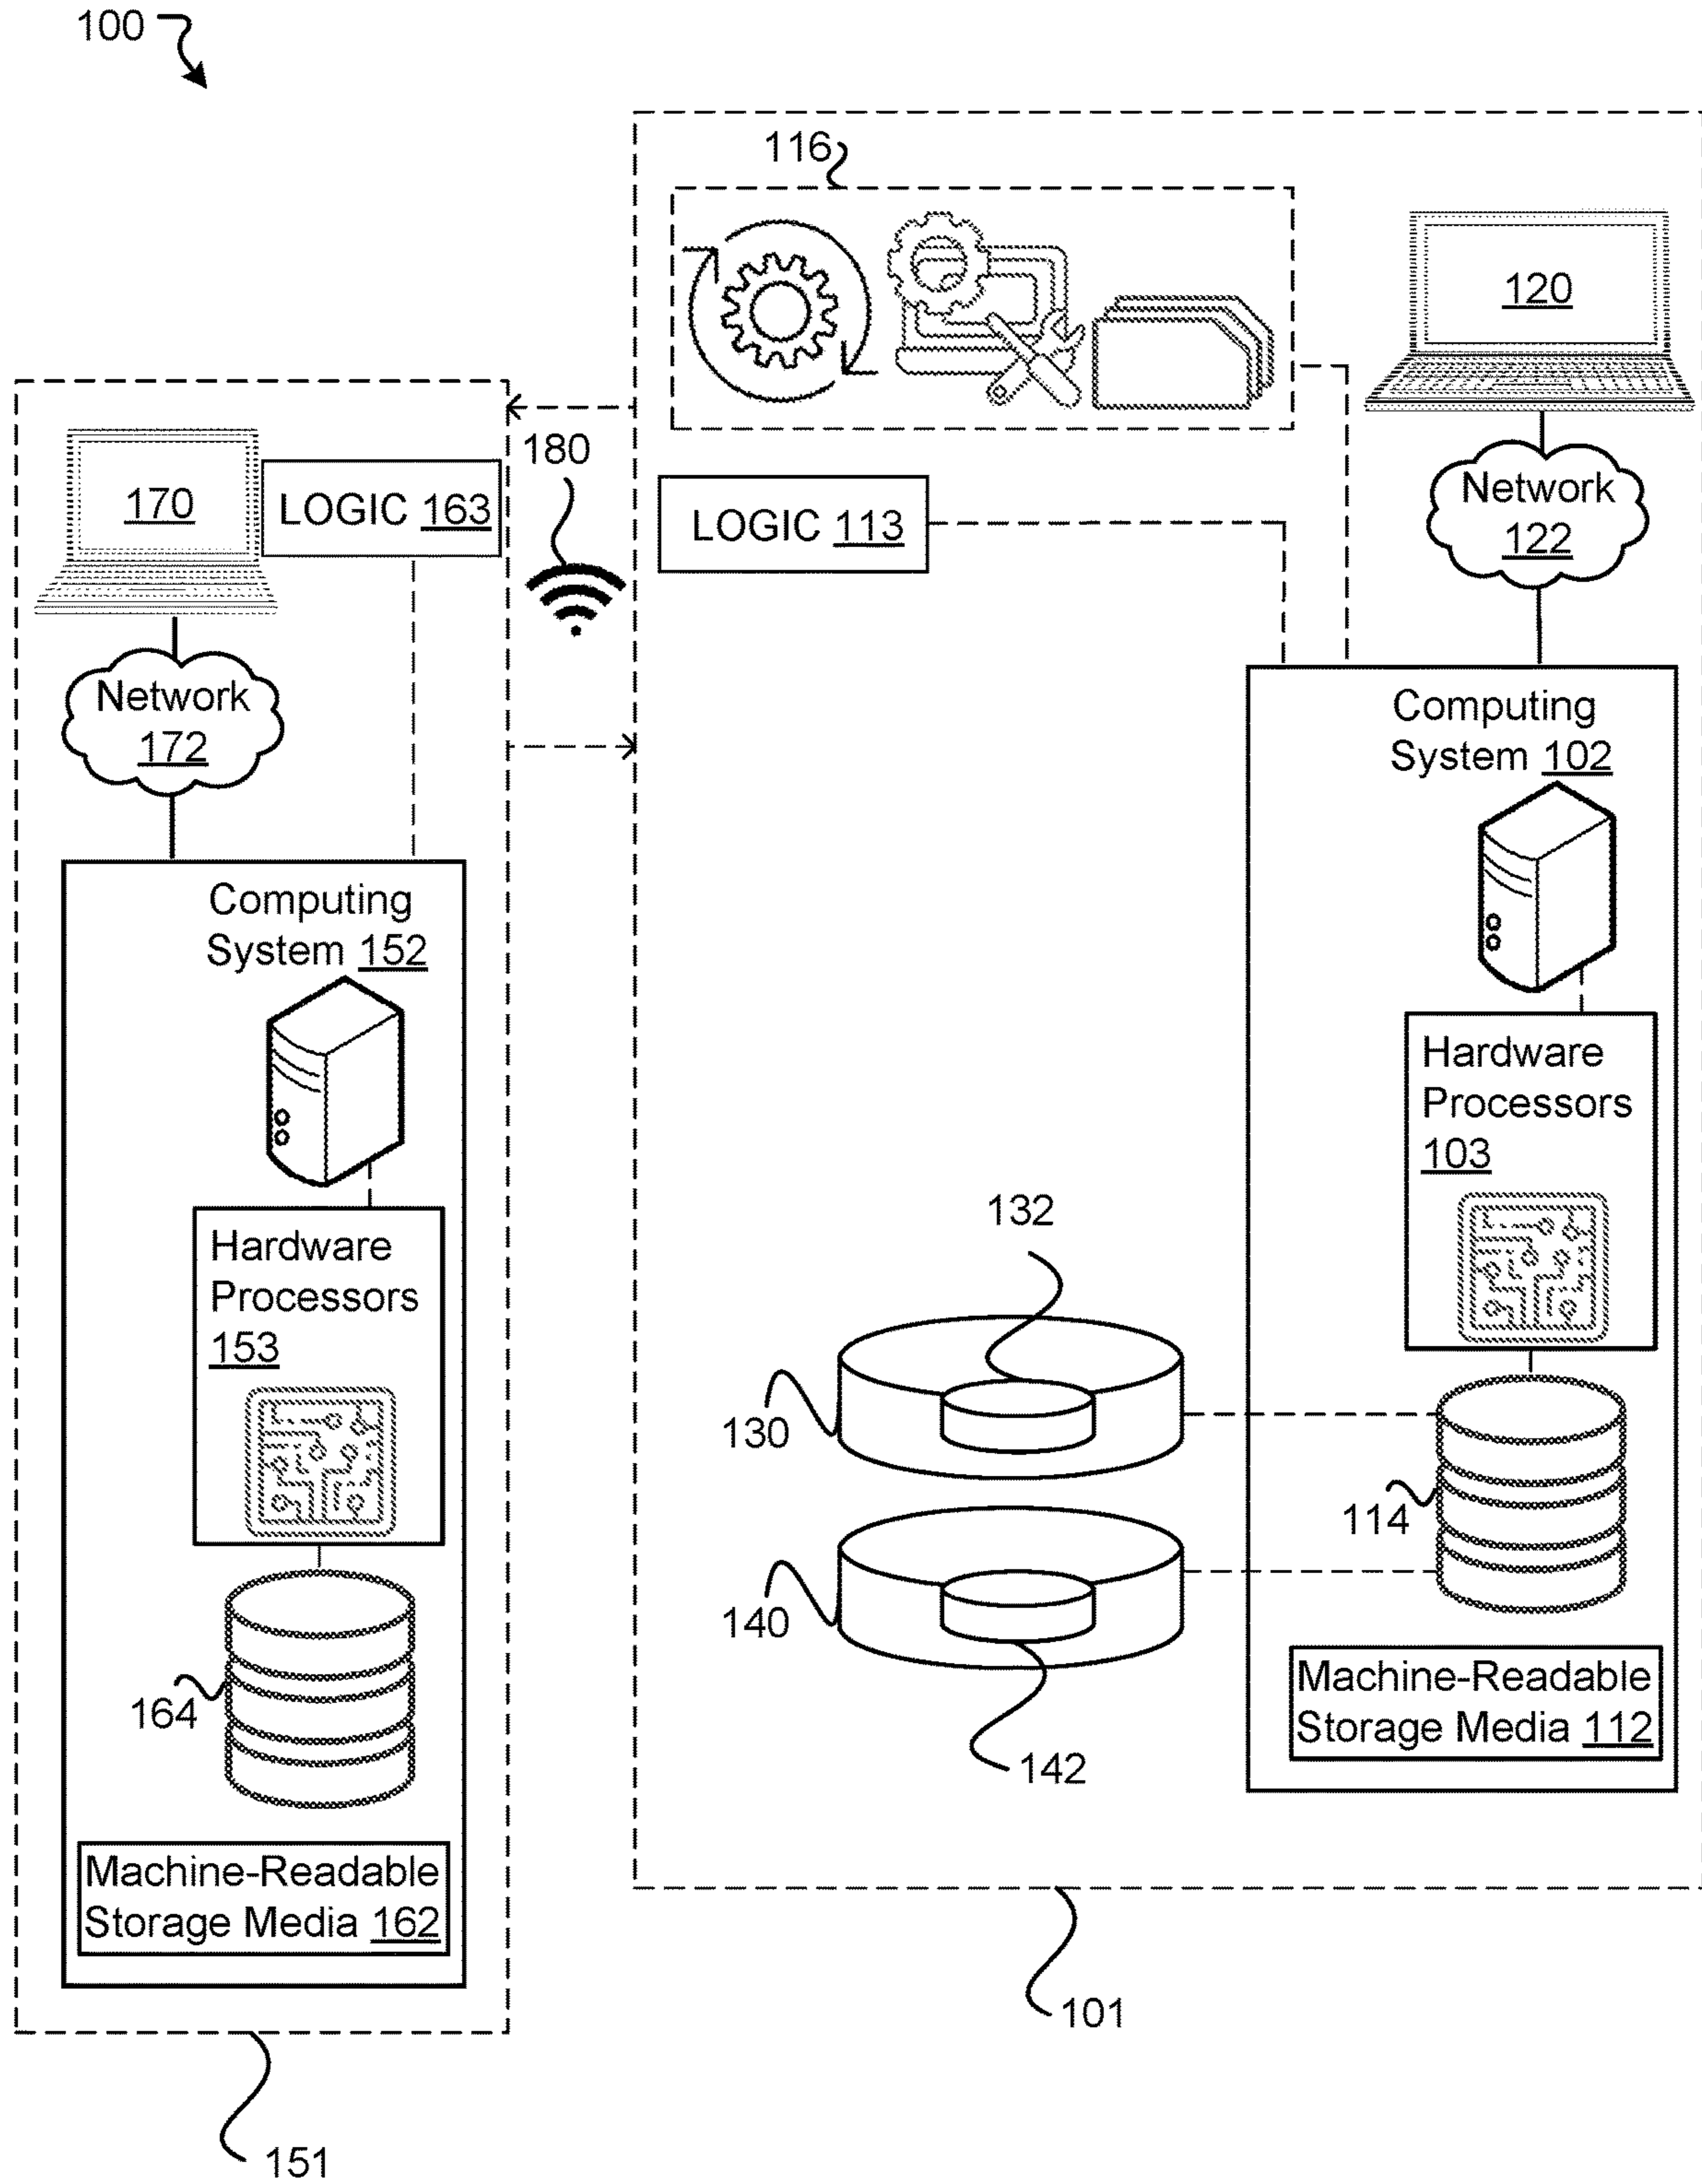 100
116
120
180
170
LOGIC 163
LOGIC 113
Network
122
Network
172
Computing
System 102
Computing
System 152
Hardware
Processors
103
132
Hardware
Processors
153
130
114
140
164
142
Machine-Readable
Storage Media 112
Machine-Readable
Storage Media 162
101
151